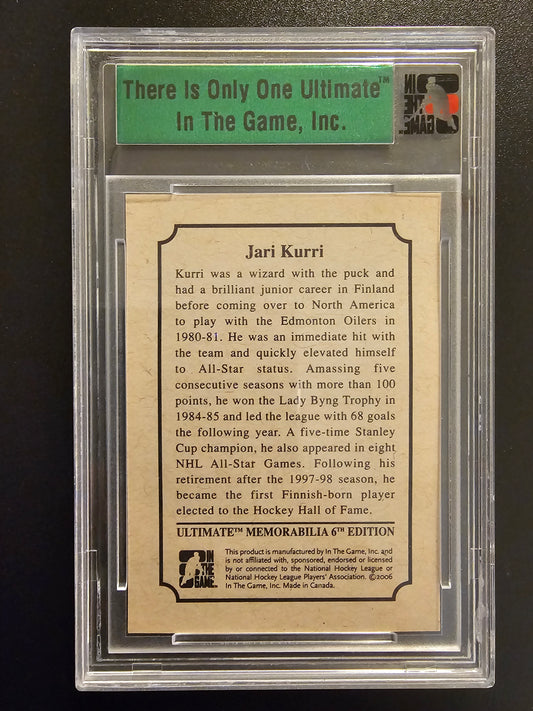 There Is Only One Ultimate™
In The Game, Inc.
IN
THE
GAME
Jari Kurri
Kurri was a wizard with the puck and
had a brilliant junior career in Finland
before coming over to North America
to play with the Edmonton Oilers in
1980-81. He was an immediate hit with
the team and quickly elevated himself
to All-Star status. Amassing five
consecutive seasons with more than 100
points, he won the Lady Byng Trophy in
1984-85 and led the league with 68 goals
the following year. A five-time Stanley
Cup champion, he also appeared in eight
NHL All-Star Games. Following his
retirement after the 1997-98 season, he
became the first Finnish-born player
elected to the Hockey Hall of Fame.
ULTIMATE™ MEMORABILIA 6TH EDITION
IN
THE
GAME
This product is manufactured by In The Game, Inc. and
is not affiliated with, sponsored, endorsed or licensed
by or connected to the National Hockey League or
National Hockey League Players' Association. ©2006
In The Game, Inc. Made in Canada.